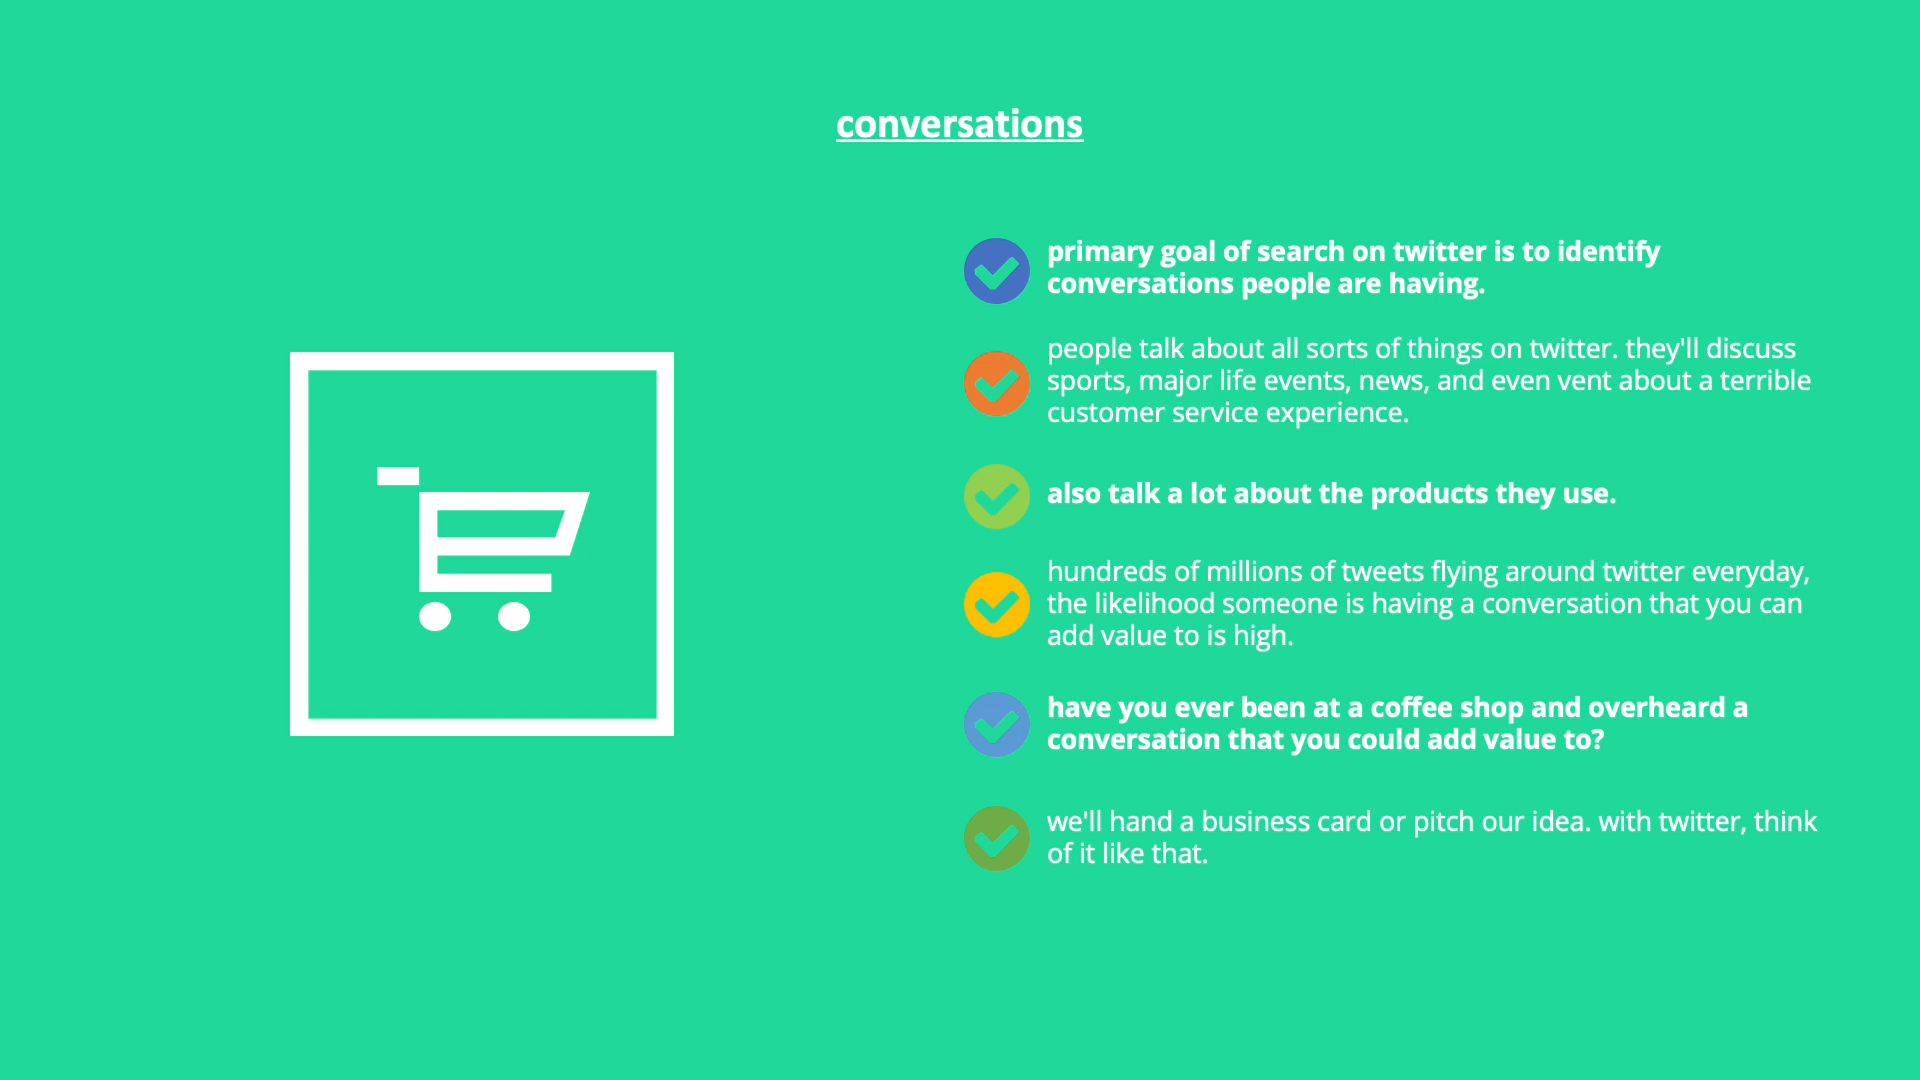 conversations
primary goal of search on twitter is to identify
conversations people are having.
people talk about all sorts of things on twitter. they'll discuss
sports, major life events, news, and even vent about a terrible
customer service experience.
also talk a lot about the products they use.
hundreds of millions of tweets flying around twitter everyday,
the likelihood someone is having a conversation that you can
add value to is high.
have you ever been at a coffee shop and overheard a
conversation that you could add value to?
we'll hand a business card or pitch our idea. with twitter, think
of it like that.